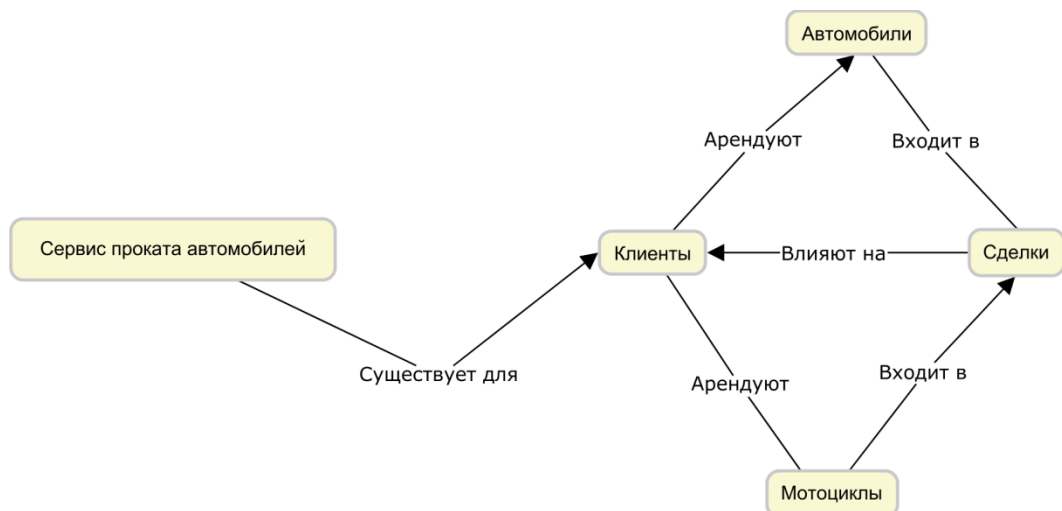 Автомобили
Арендуют
Входит в
Сервис проката автомобилей
Клиенты
Влияют на
Сделки
Существует для
Арендуют
Входит в
Мотоциклы